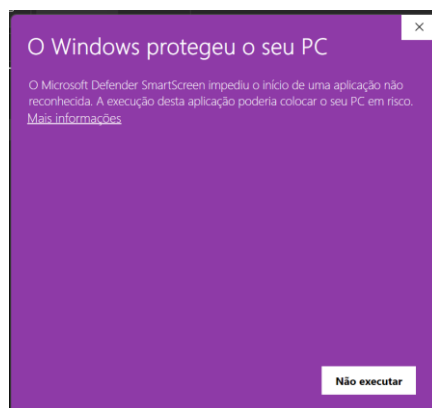 O Windows protegeu o seu PC
O Microsoft Defender SmartScreen impediu o início de uma aplicação não
reconhecida. A execução desta aplicação poderia colocar o seu PC em risco.
Mais informações
Não executar